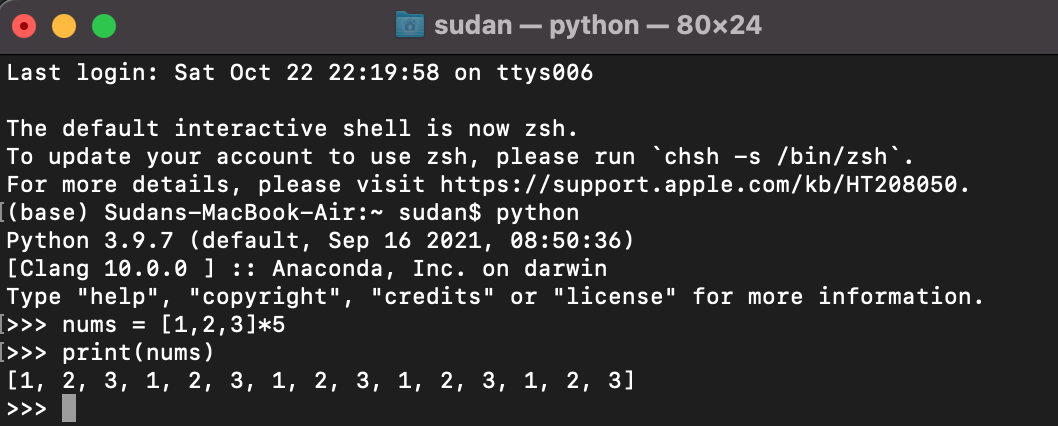 sudan — python — 80×24
Last login: Sat Oct 22 22:19:58 on ttys006
The default interactive shell is now zsh.
To update your account to use zsh, please run `chsh -s /bin/zsh`.
For more details, please visit https://support.apple.com/kb/HT208050.
[(base) Sudans-MacBook-Air:~ sudan$ python
Python 3.9.7 (default, Sep 16 2021, 08:50:36)
[Clang 10.0.0 ] :: Anaconda, Inc. on darwin
Type "help", "copyright", "credits" or "license" for more information.
[>>> nums = [1,2,3]*5
[>>> print(nums)
[1, 2, 3, 1, 2, 3, 1, 2, 3, 1, 2, 3, 1, 2, 3]
>>>